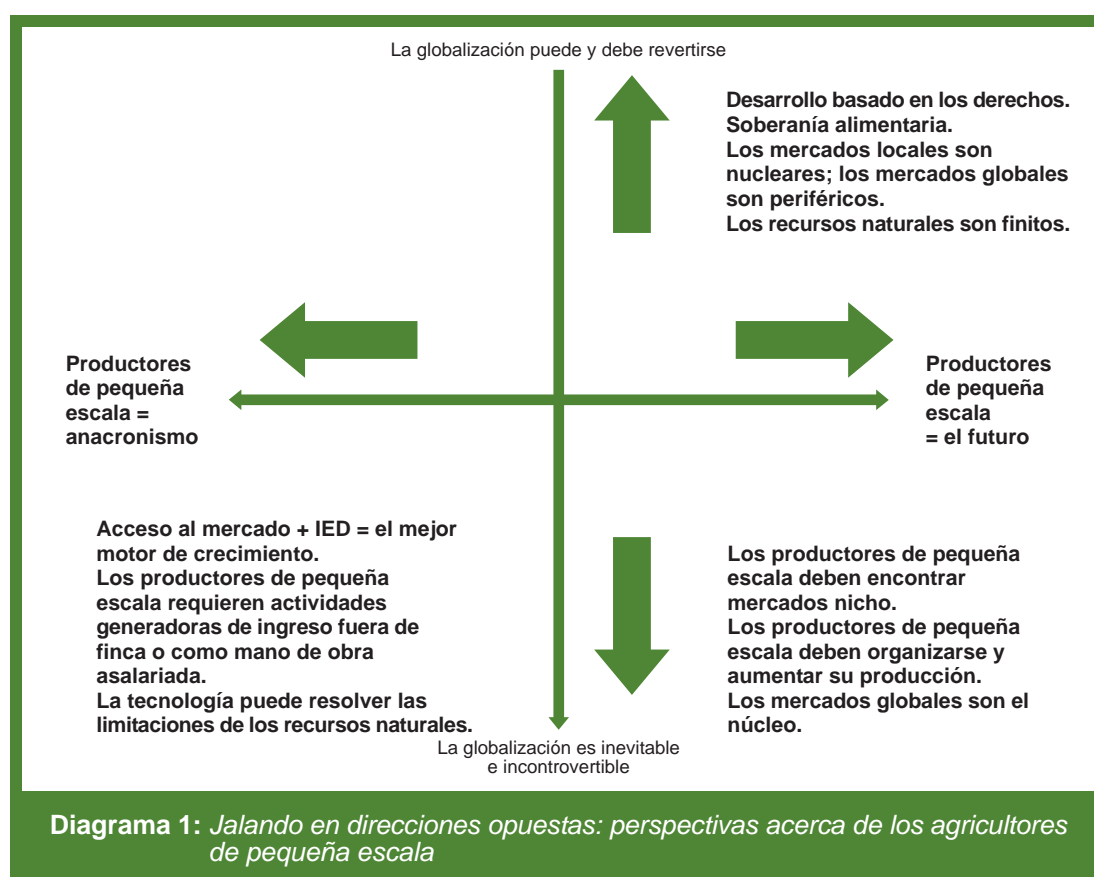 La globalización puede y debe revertirse
Desarrollo basado en los derechos.
Soberanía alimentaria.
Los mercados locales son
nucleares; los mercados globales
son periféricos.
Los recursos naturales son finitos.
Productores
de pequeña
escala =
anacronismo
Productores
de pequeña
escala
= el futuro
Acceso al mercado + IED = el mejor
motor de crecimiento.
Los productores de pequeña
escala requieren actividades
generadoras de ingreso fuera de
finca o como mano de obra
asalariada.
La tecnología puede resolver las
limitaciones de los recursos naturales.
Los productores de pequeña
escala deben encontrar
mercados nicho.
Los productores de pequeña
escala deben organizarse y
aumentar su producción.
Los mercados globales son el
núcleo.
La globalización es inevitable
e incontrovertible
Diagrama 1: Jalando en direcciones opuestas: perspectivas acerca de los agricultores
de pequeña escala